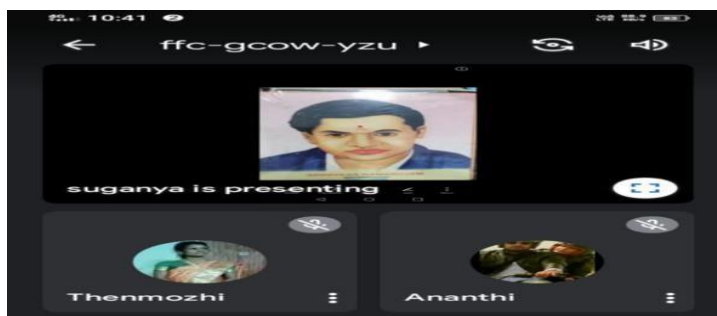 10:41
ffc-gcow-yzu
suganya is presenting
Thenmozhi
Ananthi